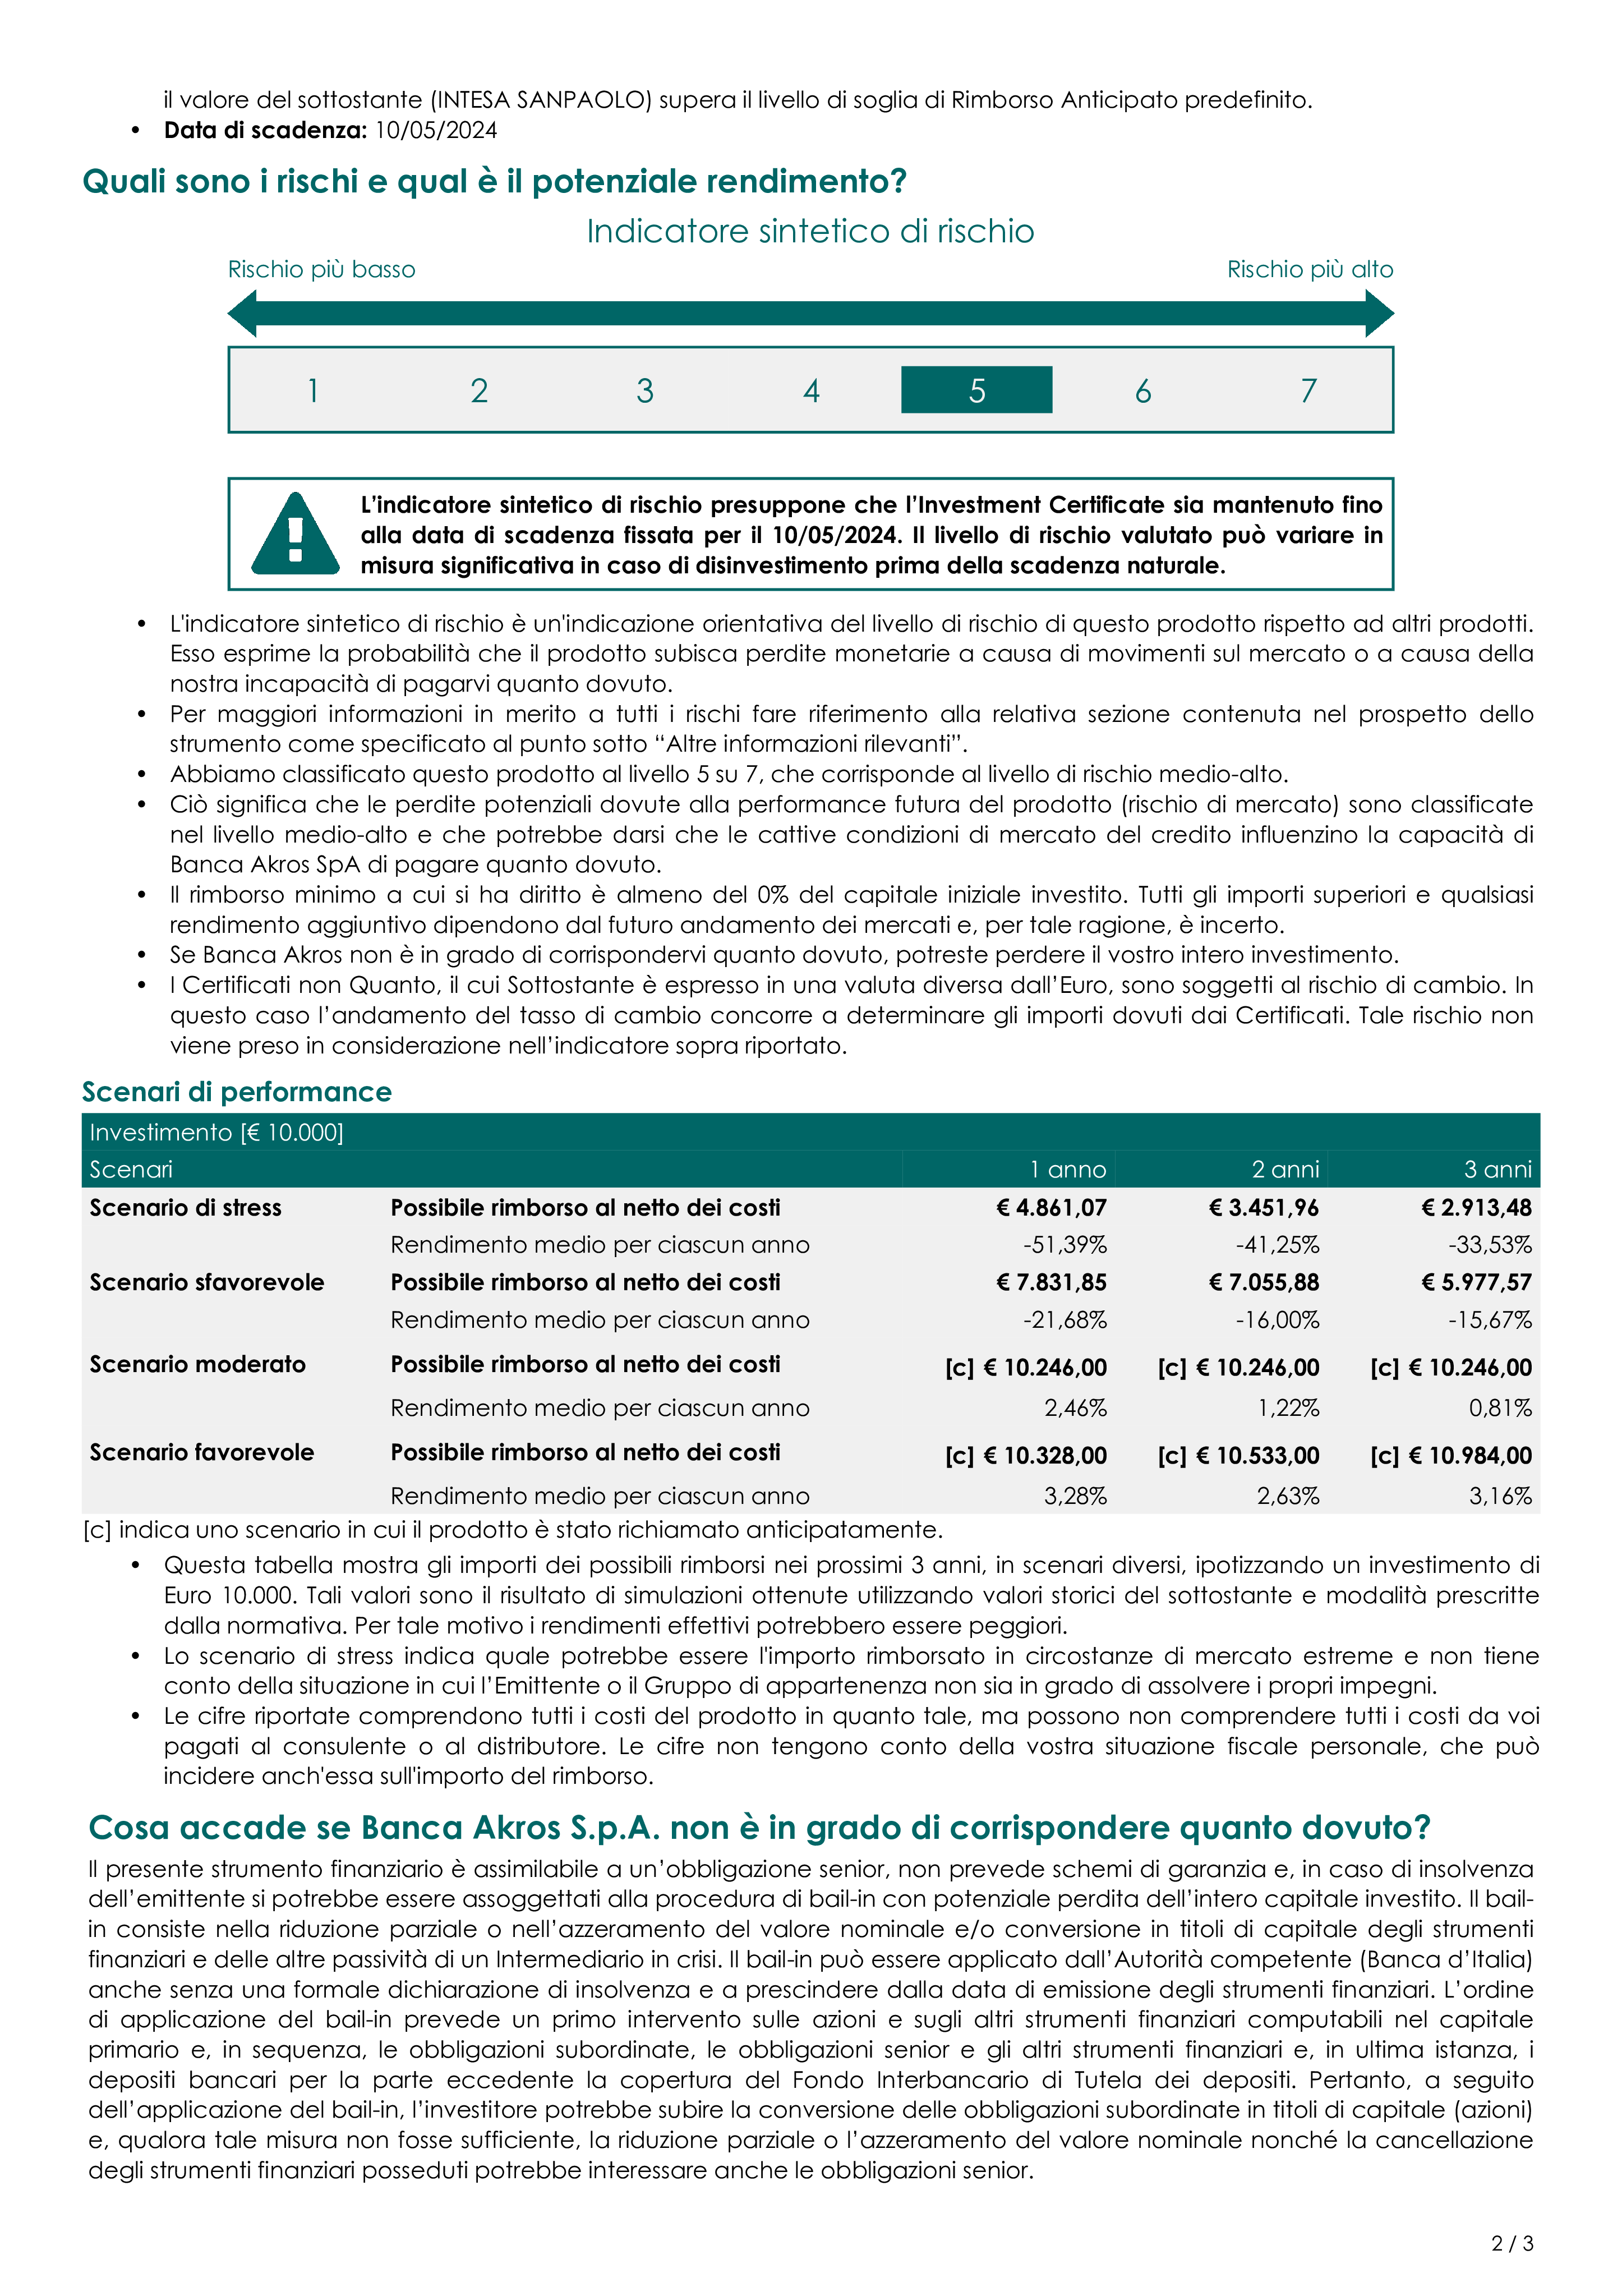 il valore del sottostante (INTESA SANPAOLO) supera il livello di soglia di Rimborso Anticipato predefinito.
• Data di scadenza: 10/05/2024
Quali sono i rischi e qual è il potenziale rendimento?
Indicatore sintetico di rischio
Rischio più basso Rischio più alto
1 2 3 4 5 6 7
L’indicatore sintetico di rischio presuppone che l’Investment Certificate sia mantenuto fino
alla data di scadenza fissata per il 10/05/2024. Il livello di rischio valutato può variare in
misura significativa in caso di disinvestimento prima della scadenza naturale.
• L'indicatore sintetico di rischio è un'indicazione orientativa del livello di rischio di questo prodotto rispetto ad altri prodotti.
Esso esprime la probabilità che il prodotto subisca perdite monetarie a causa di movimenti sul mercato o a causa della
nostra incapacità di pagarvi quanto dovuto.
• Per maggiori informazioni in merito a tutti i rischi fare riferimento alla relativa sezione contenuta nel prospetto dello
strumento come specificato al punto sotto “Altre informazioni rilevanti”.
• Abbiamo classificato questo prodotto al livello 5 su 7, che corrisponde al livello di rischio medio-alto.
• Ciò significa che le perdite potenziali dovute alla performance futura del prodotto (rischio di mercato) sono classificate
nel livello medio-alto e che potrebbe darsi che le cattive condizioni di mercato del credito influenzino la capacità di
Banca Akros SpA di pagare quanto dovuto.
• Il rimborso minimo a cui si ha diritto è almeno del 0% del capitale iniziale investito. Tutti gli importi superiori e qualsiasi
rendimento aggiuntivo dipendono dal futuro andamento dei mercati e, per tale ragione, è incerto.
• Se Banca Akros non è in grado di corrispondervi quanto dovuto, potreste perdere il vostro intero investimento.
• I Certificati non Quanto, il cui Sottostante è espresso in una valuta diversa dall’Euro, sono soggetti al rischio di cambio. In
questo caso l’andamento del tasso di cambio concorre a determinare gli importi dovuti dai Certificati. Tale rischio non
viene preso in considerazione nell’indicatore sopra riportato.
Scenari di performance
Investimento [€ 10.000]
Scenari 1 anno 2 anni 3 anni
Scenario di stress Possibile rimborso al netto dei costi € 4.861,07 € 3.451,96 € 2.913,48
Rendimento medio per ciascun anno -51,39% -41,25% -33,53%
Scenario sfavorevole Possibile rimborso al netto dei costi € 7.831,85 € 7.055,88 € 5.977,57
Rendimento medio per ciascun anno -21,68% -16,00% -15,67%
Scenario moderato Possibile rimborso al netto dei costi [c] € 10.246,00 [c] € 10.246,00 [c] € 10.246,00
Rendimento medio per ciascun anno 2,46% 1,22% 0,81%
Scenario favorevole Possibile rimborso al netto dei costi [c] € 10.328,00 [c] € 10.533,00 [c] € 10.984,00
Rendimento medio per ciascun anno 3,28% 2,63% 3,16%
[c] indica uno scenario in cui il prodotto è stato richiamato anticipatamente.
• Questa tabella mostra gli importi dei possibili rimborsi nei prossimi 3 anni, in scenari diversi, ipotizzando un investimento di
Euro 10.000. Tali valori sono il risultato di simulazioni ottenute utilizzando valori storici del sottostante e modalità prescritte
dalla normativa. Per tale motivo i rendimenti effettivi potrebbero essere peggiori.
• Lo scenario di stress indica quale potrebbe essere l'importo rimborsato in circostanze di mercato estreme e non tiene
conto della situazione in cui l’Emittente o il Gruppo di appartenenza non sia in grado di assolvere i propri impegni.
• Le cifre riportate comprendono tutti i costi del prodotto in quanto tale, ma possono non comprendere tutti i costi da voi
pagati al consulente o al distributore. Le cifre non tengono conto della vostra situazione fiscale personale, che può
incidere anch'essa sull'importo del rimborso.
Cosa accade se Banca Akros S.p.A. non è in grado di corrispondere quanto dovuto?
Il presente strumento finanziario è assimilabile a un’obbligazione senior, non prevede schemi di garanzia e, in caso di insolvenza
dell’emittente si potrebbe essere assoggettati alla procedura di bail-in con potenziale perdita dell’intero capitale investito. Il bail-
in consiste nella riduzione parziale o nell’azzeramento del valore nominale e/o conversione in titoli di capitale degli strumenti
finanziari e delle altre passività di un Intermediario in crisi. Il bail-in può essere applicato dall’Autorità competente (Banca d’Italia)
anche senza una formale dichiarazione di insolvenza e a prescindere dalla data di emissione degli strumenti finanziari. L’ordine
di applicazione del bail-in prevede un primo intervento sulle azioni e sugli altri strumenti finanziari computabili nel capitale
primario e, in sequenza, le obbligazioni subordinate, le obbligazioni senior e gli altri strumenti finanziari e, in ultima istanza, i
depositi bancari per la parte eccedente la copertura del Fondo Interbancario di Tutela dei depositi. Pertanto, a seguito
dell’applicazione del bail-in, l’investitore potrebbe subire la conversione delle obbligazioni subordinate in titoli di capitale (azioni)
e, qualora tale misura non fosse sufficiente, la riduzione parziale o l’azzeramento del valore nominale nonché la cancellazione
degli strumenti finanziari posseduti potrebbe interessare anche le obbligazioni senior.
2 / 3